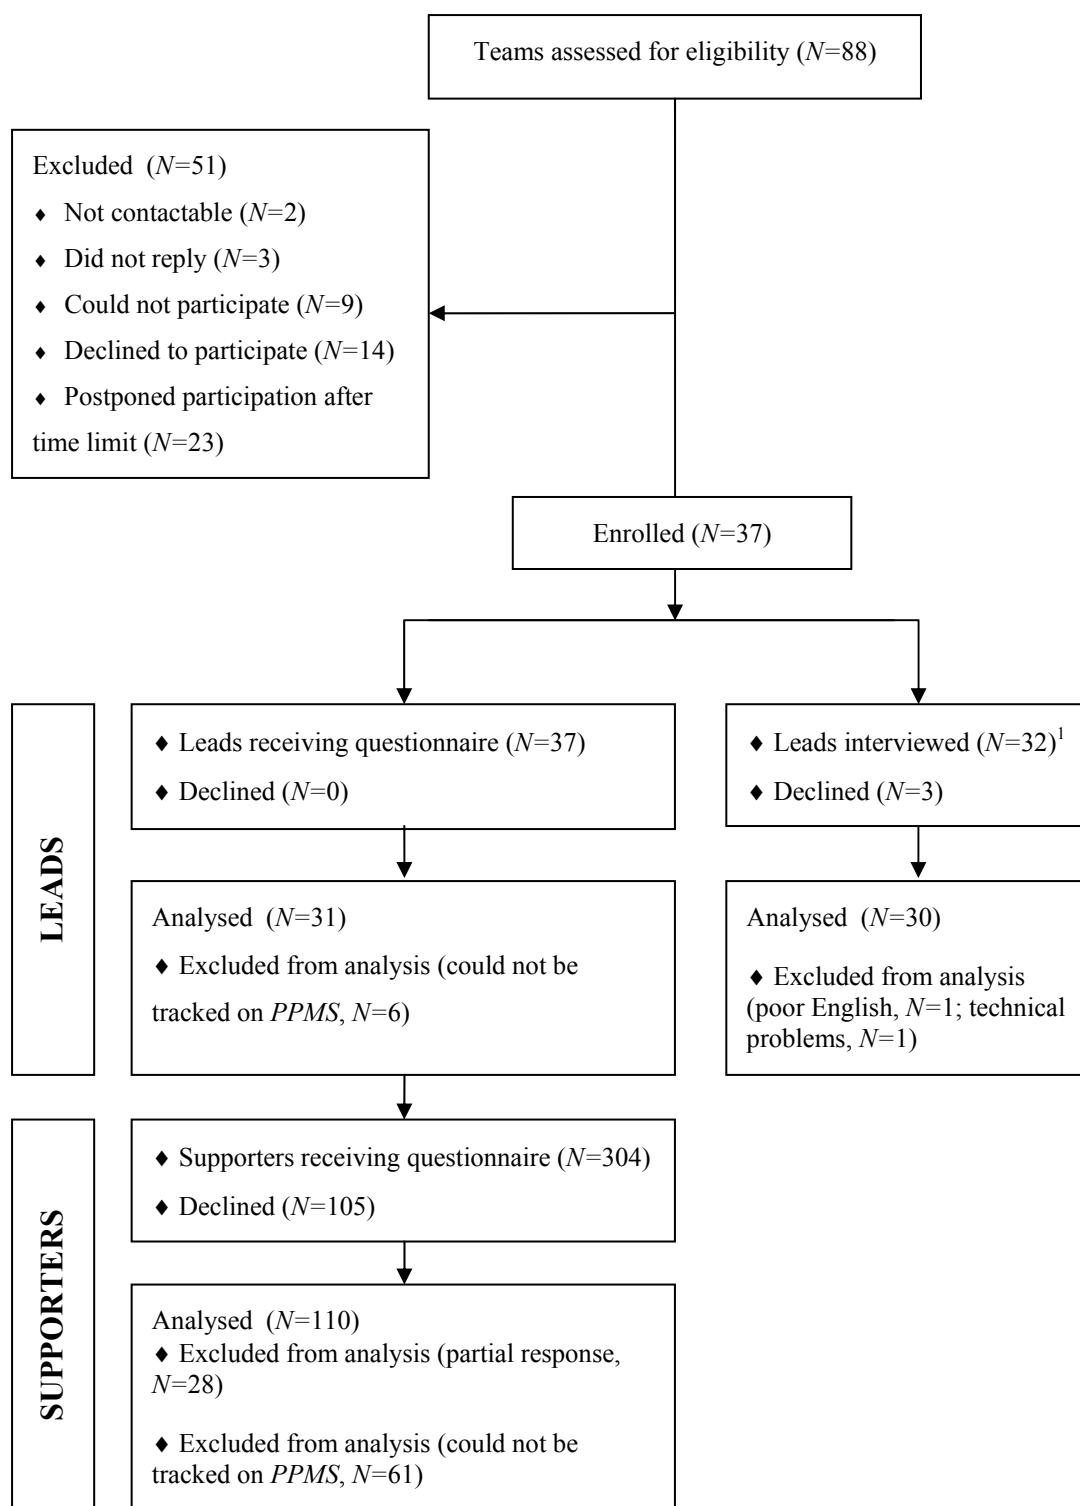 Teams assessed for eligibility (N=88)
Excluded (N=51)
♦ Not contactable (N=2)
♦ Did not reply (N=3)
♦ Could not participate (N=9)
♦ Declined to participate (N=14)
♦ Postponed participation after
time limit (N=23)
Enrolled (N=37)
LEADS
♦ Leads receiving questionnaire (N=37)
♦ Declined (N=0)
♦ Leads interviewed (N=32)1
♦ Declined (N=3)
Analysed (N=31)
♦ Excluded from analysis (could not be
tracked on PPMS, N=6)
Analysed (N=30)
♦ Excluded from analysis
(poor English, N=1; technical
problems, N=1)
SUPPORTERS
♦ Supporters receiving questionnaire (N=304)
♦ Declined (N=105)
Analysed (N=110)
♦ Excluded from analysis (partial response,
N=28)
♦ Excluded from analysis (could not be
tracked on PPMS, N=61)